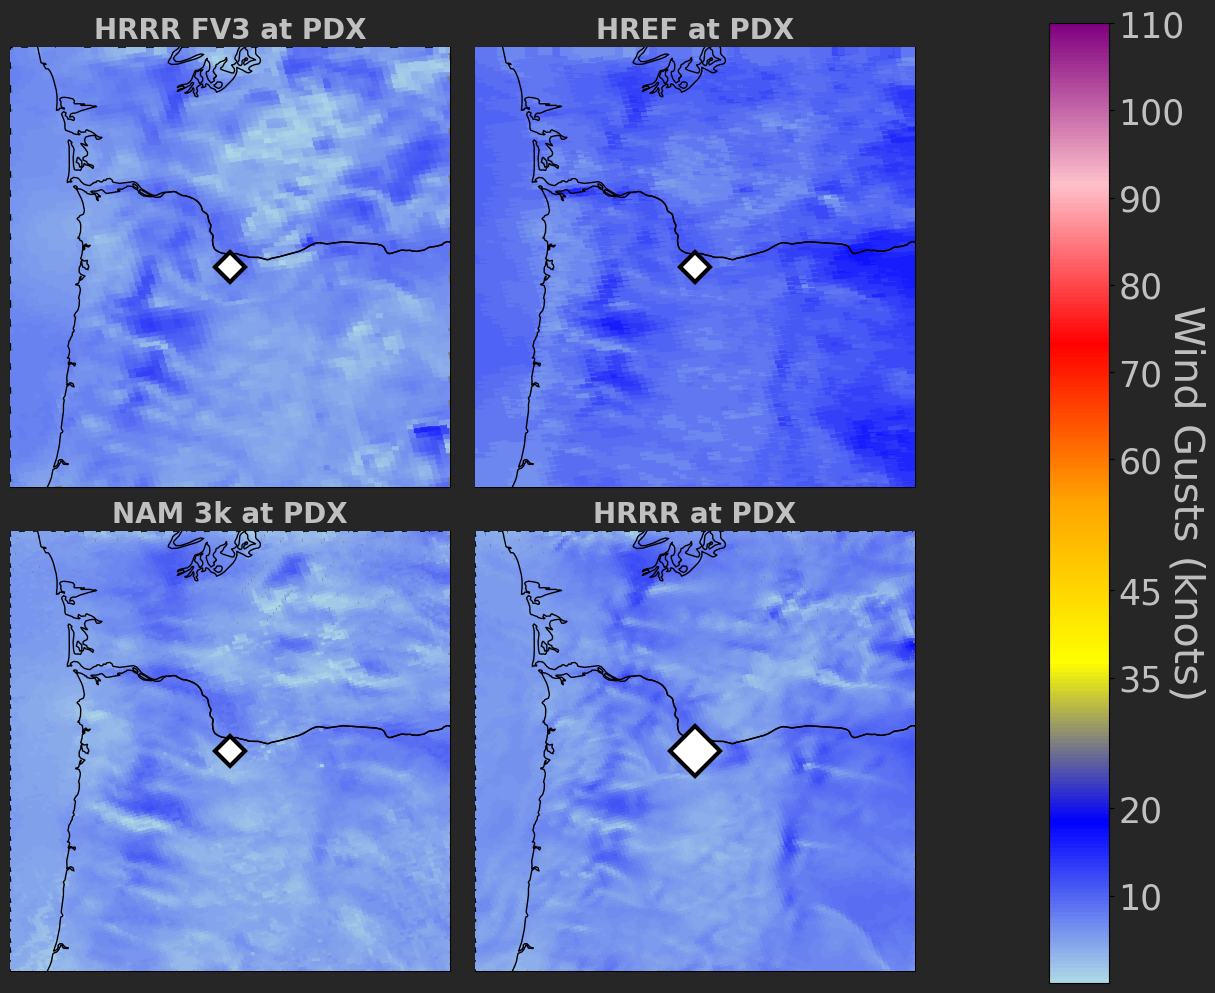 HRRR FV3 at PDX
HREF at PDX
NAM 3k at PDX
HRRR at PDX
110
100
90
80
70
60
45
35
20
10
Wind Gusts (knots)